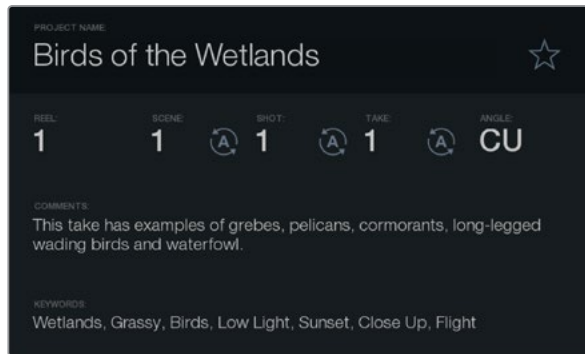 PROJECT NAME:
Birds of the Wetlands
REEL: SCENE: SHOT: TAKE: ANGLE:
1 1 A 1 A 1 A CU
COMMENTS:
This take has examples of grebes, pelicans, cormorants, long-legged
wading birds and waterfowl.
KEYWORDS:
Wetlands, Grassy, Birds, Low Light, Sunset, Close Up, Flight